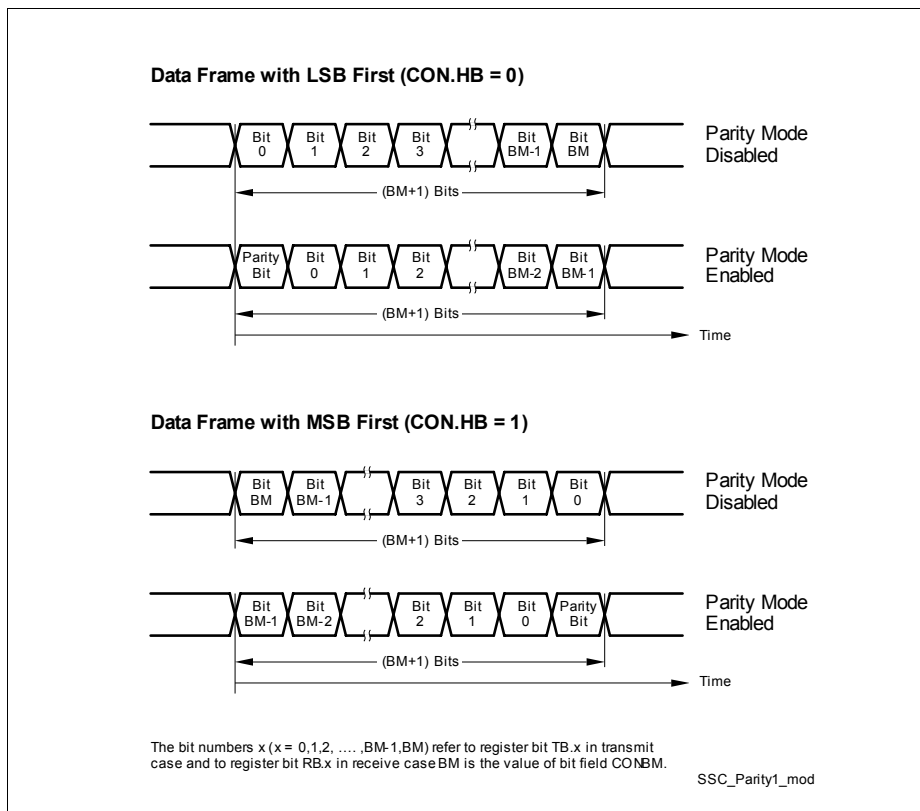 Data Frame with LSB First (CON.HB = 0)
Bit 0 Bit 1 Bit 2 Bit 3 Bit BM-1 Bit BM
Parity Mode Disabled
(BM+1) Bits
Parity Bit Bit 0 Bit 1 Bit 2 Bit BM-2 Bit BM-1
Parity Mode Enabled
(BM+1) Bits
Time
Data Frame with MSB First (CON.HB = 1)
Bit BM Bit BM-1 Bit 3 Bit 2 Bit 1 Bit 0
Parity Mode Disabled
(BM+1) Bits
Bit BM-1 Bit BM-2 Bit 2 Bit 1 Bit 0 Parity Bit
Parity Mode Enabled
(BM+1) Bits
Time
The bit numbers x (x = 0,1,2, .... ,BM-1,BM) refer to register bit TB.x in transmit
case and to register bit RB.x in receive case BM is the value of bit field CONBM.
SSC_Parity1_mod